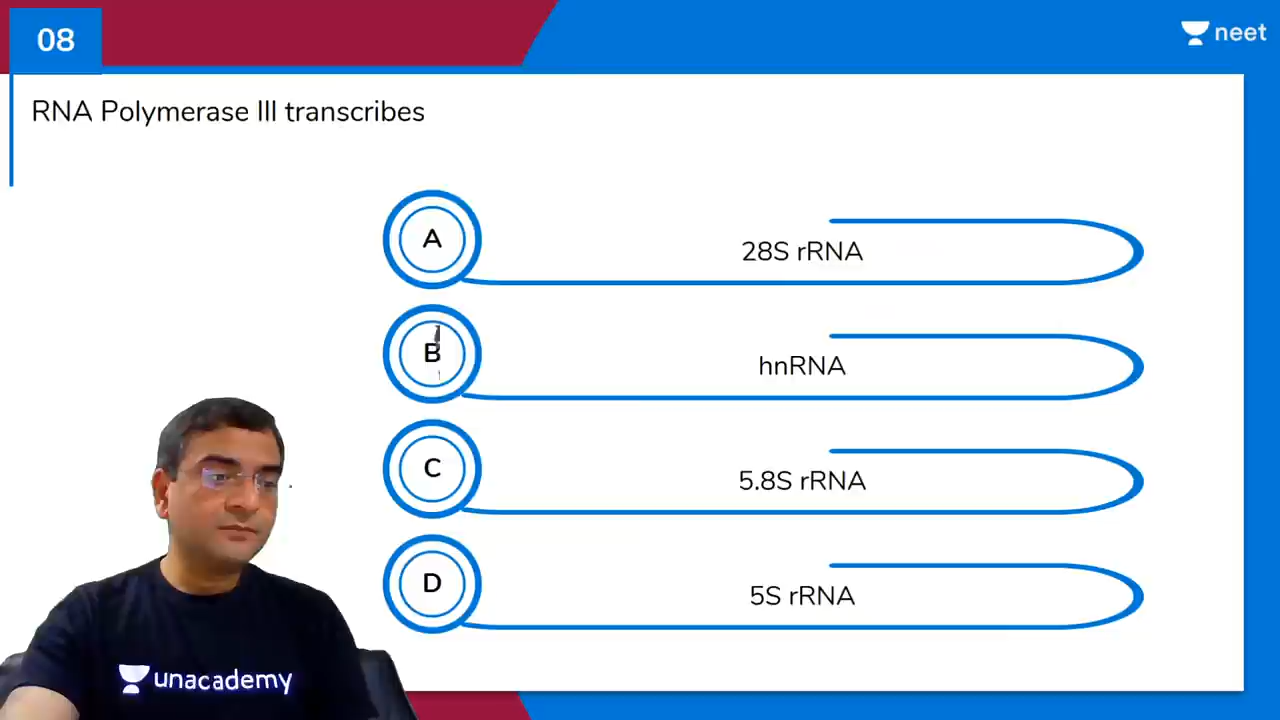 08
neet
RNA Polymerase III transcribes
A
28S rRNA
B
hnRNA
C
5.8S rRNA
D
5S rRNA
unacademy